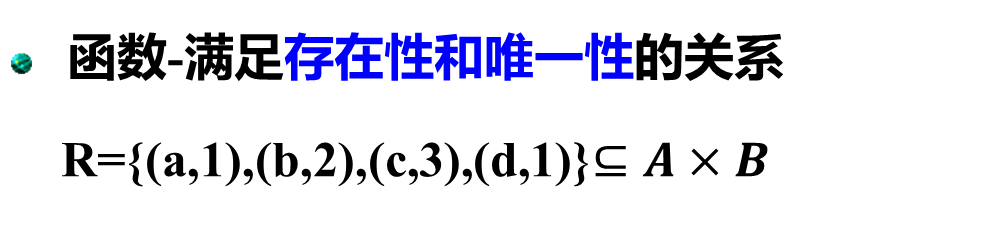 函数-满足存在性和唯一性的关系
R={(a,1),(b,2),(c,3),(d,1)}⊆ A × B